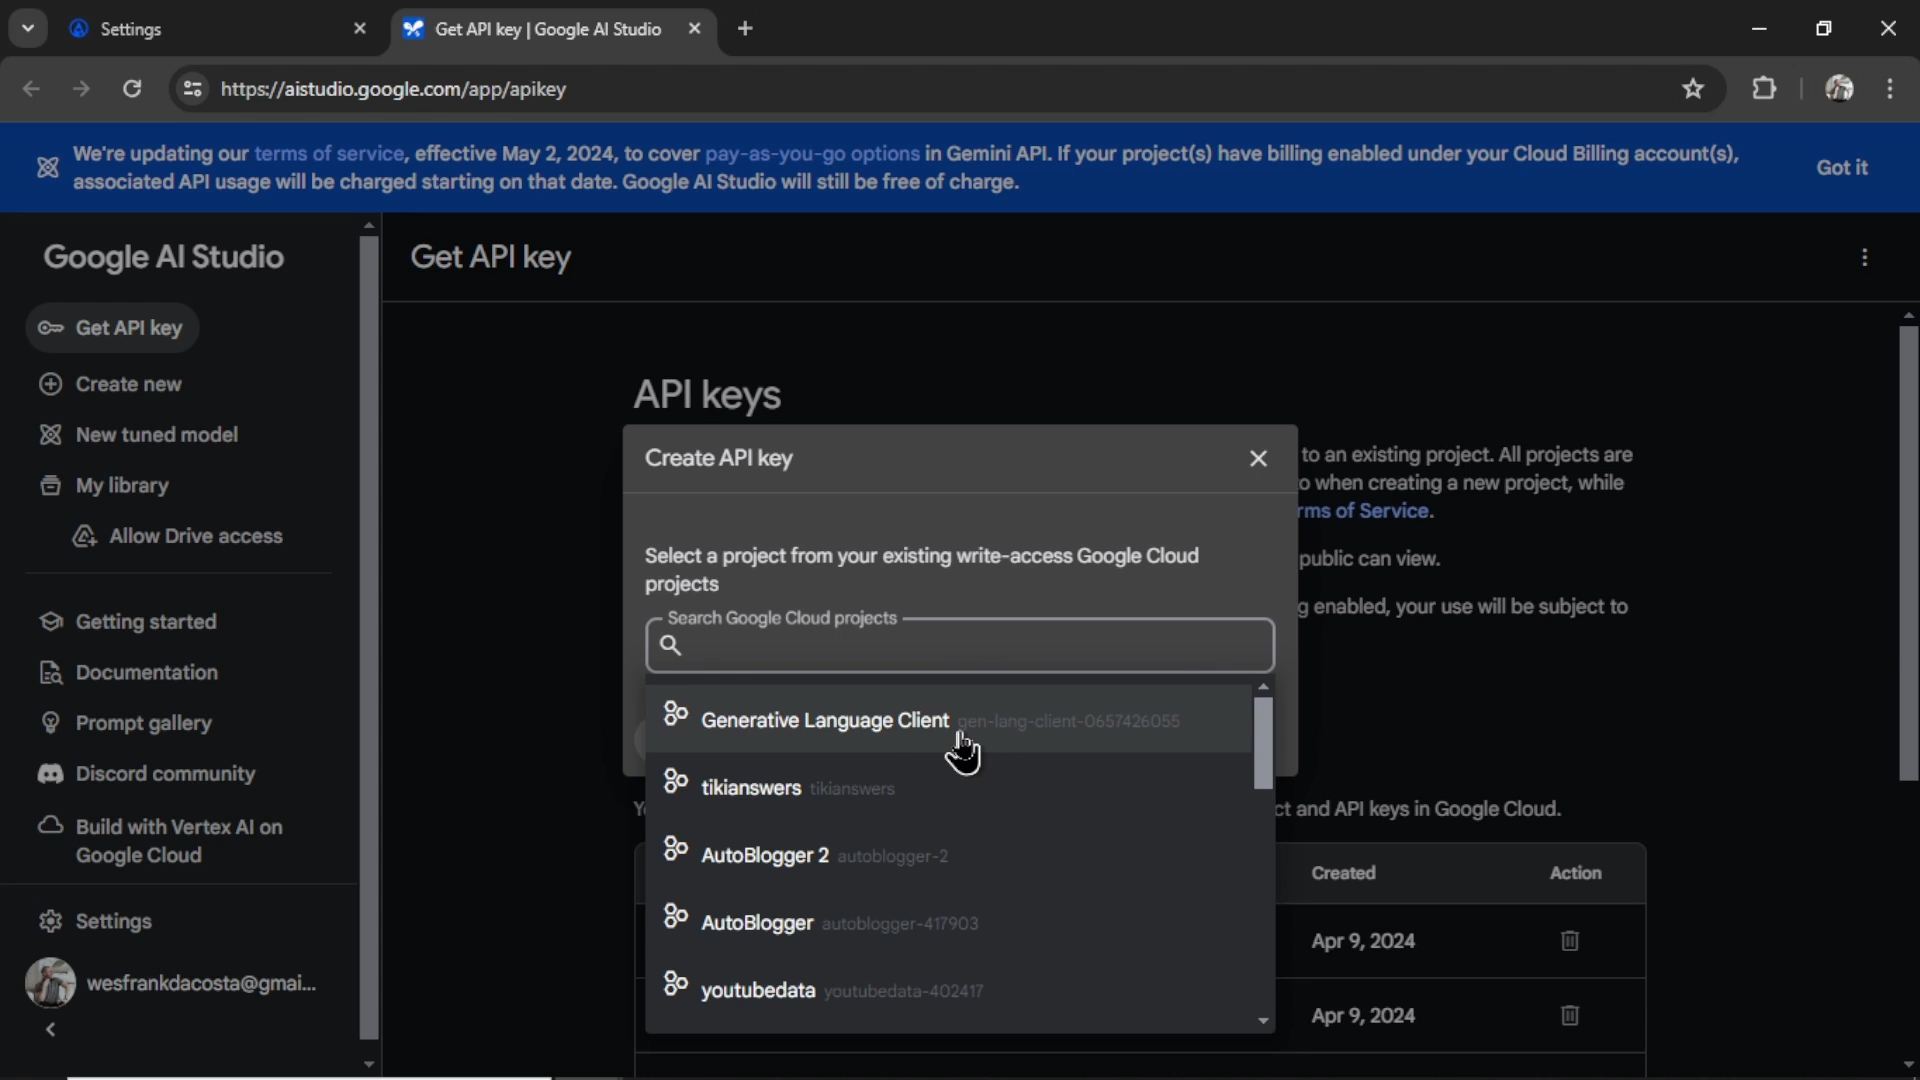 Settings
Get API key | Google AI Studio
https://aistudio.google.com/app/apikey
We're updating our terms of service, effective May 2, 2024, to cover pay-as-you-go options in Gemini API. If your project(s) have billing enabled under your Cloud Billing account(s),
associated API usage will be charged starting on that date. Google AI Studio will still be free of charge.
Got it
Google AI Studio
Get API key
Create new
New tuned model
My library
Allow Drive access
Getting started
Documentation
Prompt gallery
Discord community
Build with Vertex AI on
Google Cloud
Settings
wesfrankdacosta@gmai...
Get API key
API keys
to an existing project. All projects are
o when creating a new project, while
rms of Service.
public can view.
g enabled, your use will be subject to
Create API key
Select a project from your existing write-access Google Cloud
projects
Search Google Cloud projects
Generative Language Client gen-lang-client-0657426055
tikianswers tikianswers
AutoBlogger 2 autoblogger-2
AutoBlogger autoblogger-417903
youtubedata youtubedata-402417
ct and API keys in Google Cloud.
Created Action
Apr 9, 2024
Apr 9, 2024